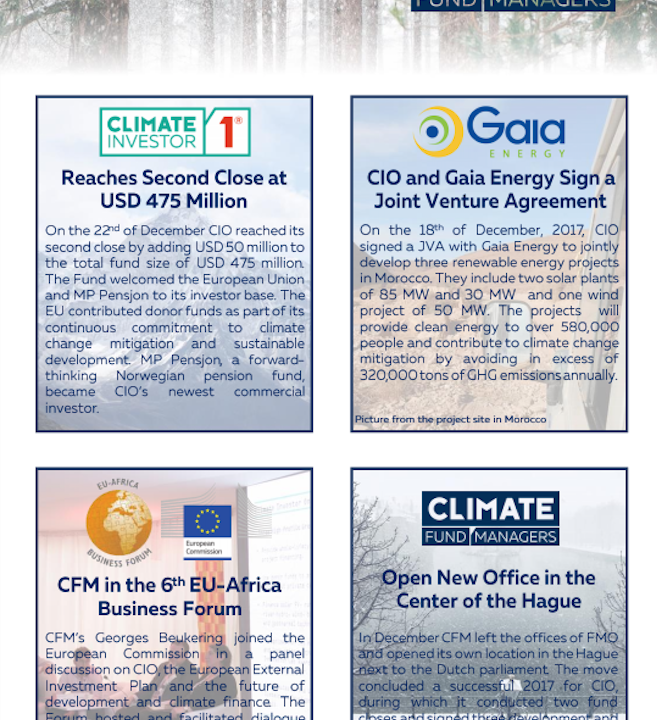 FUND MANAGERS
CLIMATE
INVESTOR 1®
Reaches Second Close at
USD 475 Million
On the 22nd of December CIO reached its
second close by adding USD 50 million to
the total fund size of USD 475 million.
The Fund welcomed the European Union
and MP Pensjon to its investor base. The
EU contributed donor funds as part of its
continuous commitment to climate
change mitigation and sustainable
development. MP Pensjon, a forward-
thinking Norwegian pension fund,
became CIO's newest commercial
investor.
Gaia
ENERGY
CIO and Gaia Energy Sign a
Joint Venture Agreement
On the 18th of December, 2017, CIO
signed a JVA with Gaia Energy to jointly
develop three renewable energy projects
in Morocco. They include two solar plants
of 85 MW and 30 MW and one wind
project of 50 MW. The projects will
provide clean energy to over 580,000
people and contribute to climate change
mitigation by avoiding in excess of
320,000 tons of GHG emissions annually.
Picture from the project site in Morocco
EU-AFRICA
BUSINESS FORUM
European
Commission
CFM in the 6th EU-Africa
Business Forum
CFM's Georges Beukering joined the
European Commission in a panel
discussion on CIO, the European External
Investment Plan and the future of
development and climate finance. The
Forum hosted and facilitated dialogue
CLIMATE
FUND MANAGERS
Open New Office in the
Center of the Hague
In December CFM left the offices of FMO
and opened its own location in the Hague
next to the Dutch parliament. The move
concluded a successful 2017 for CIO,
during which it conducted two fund
closes and signed three development and